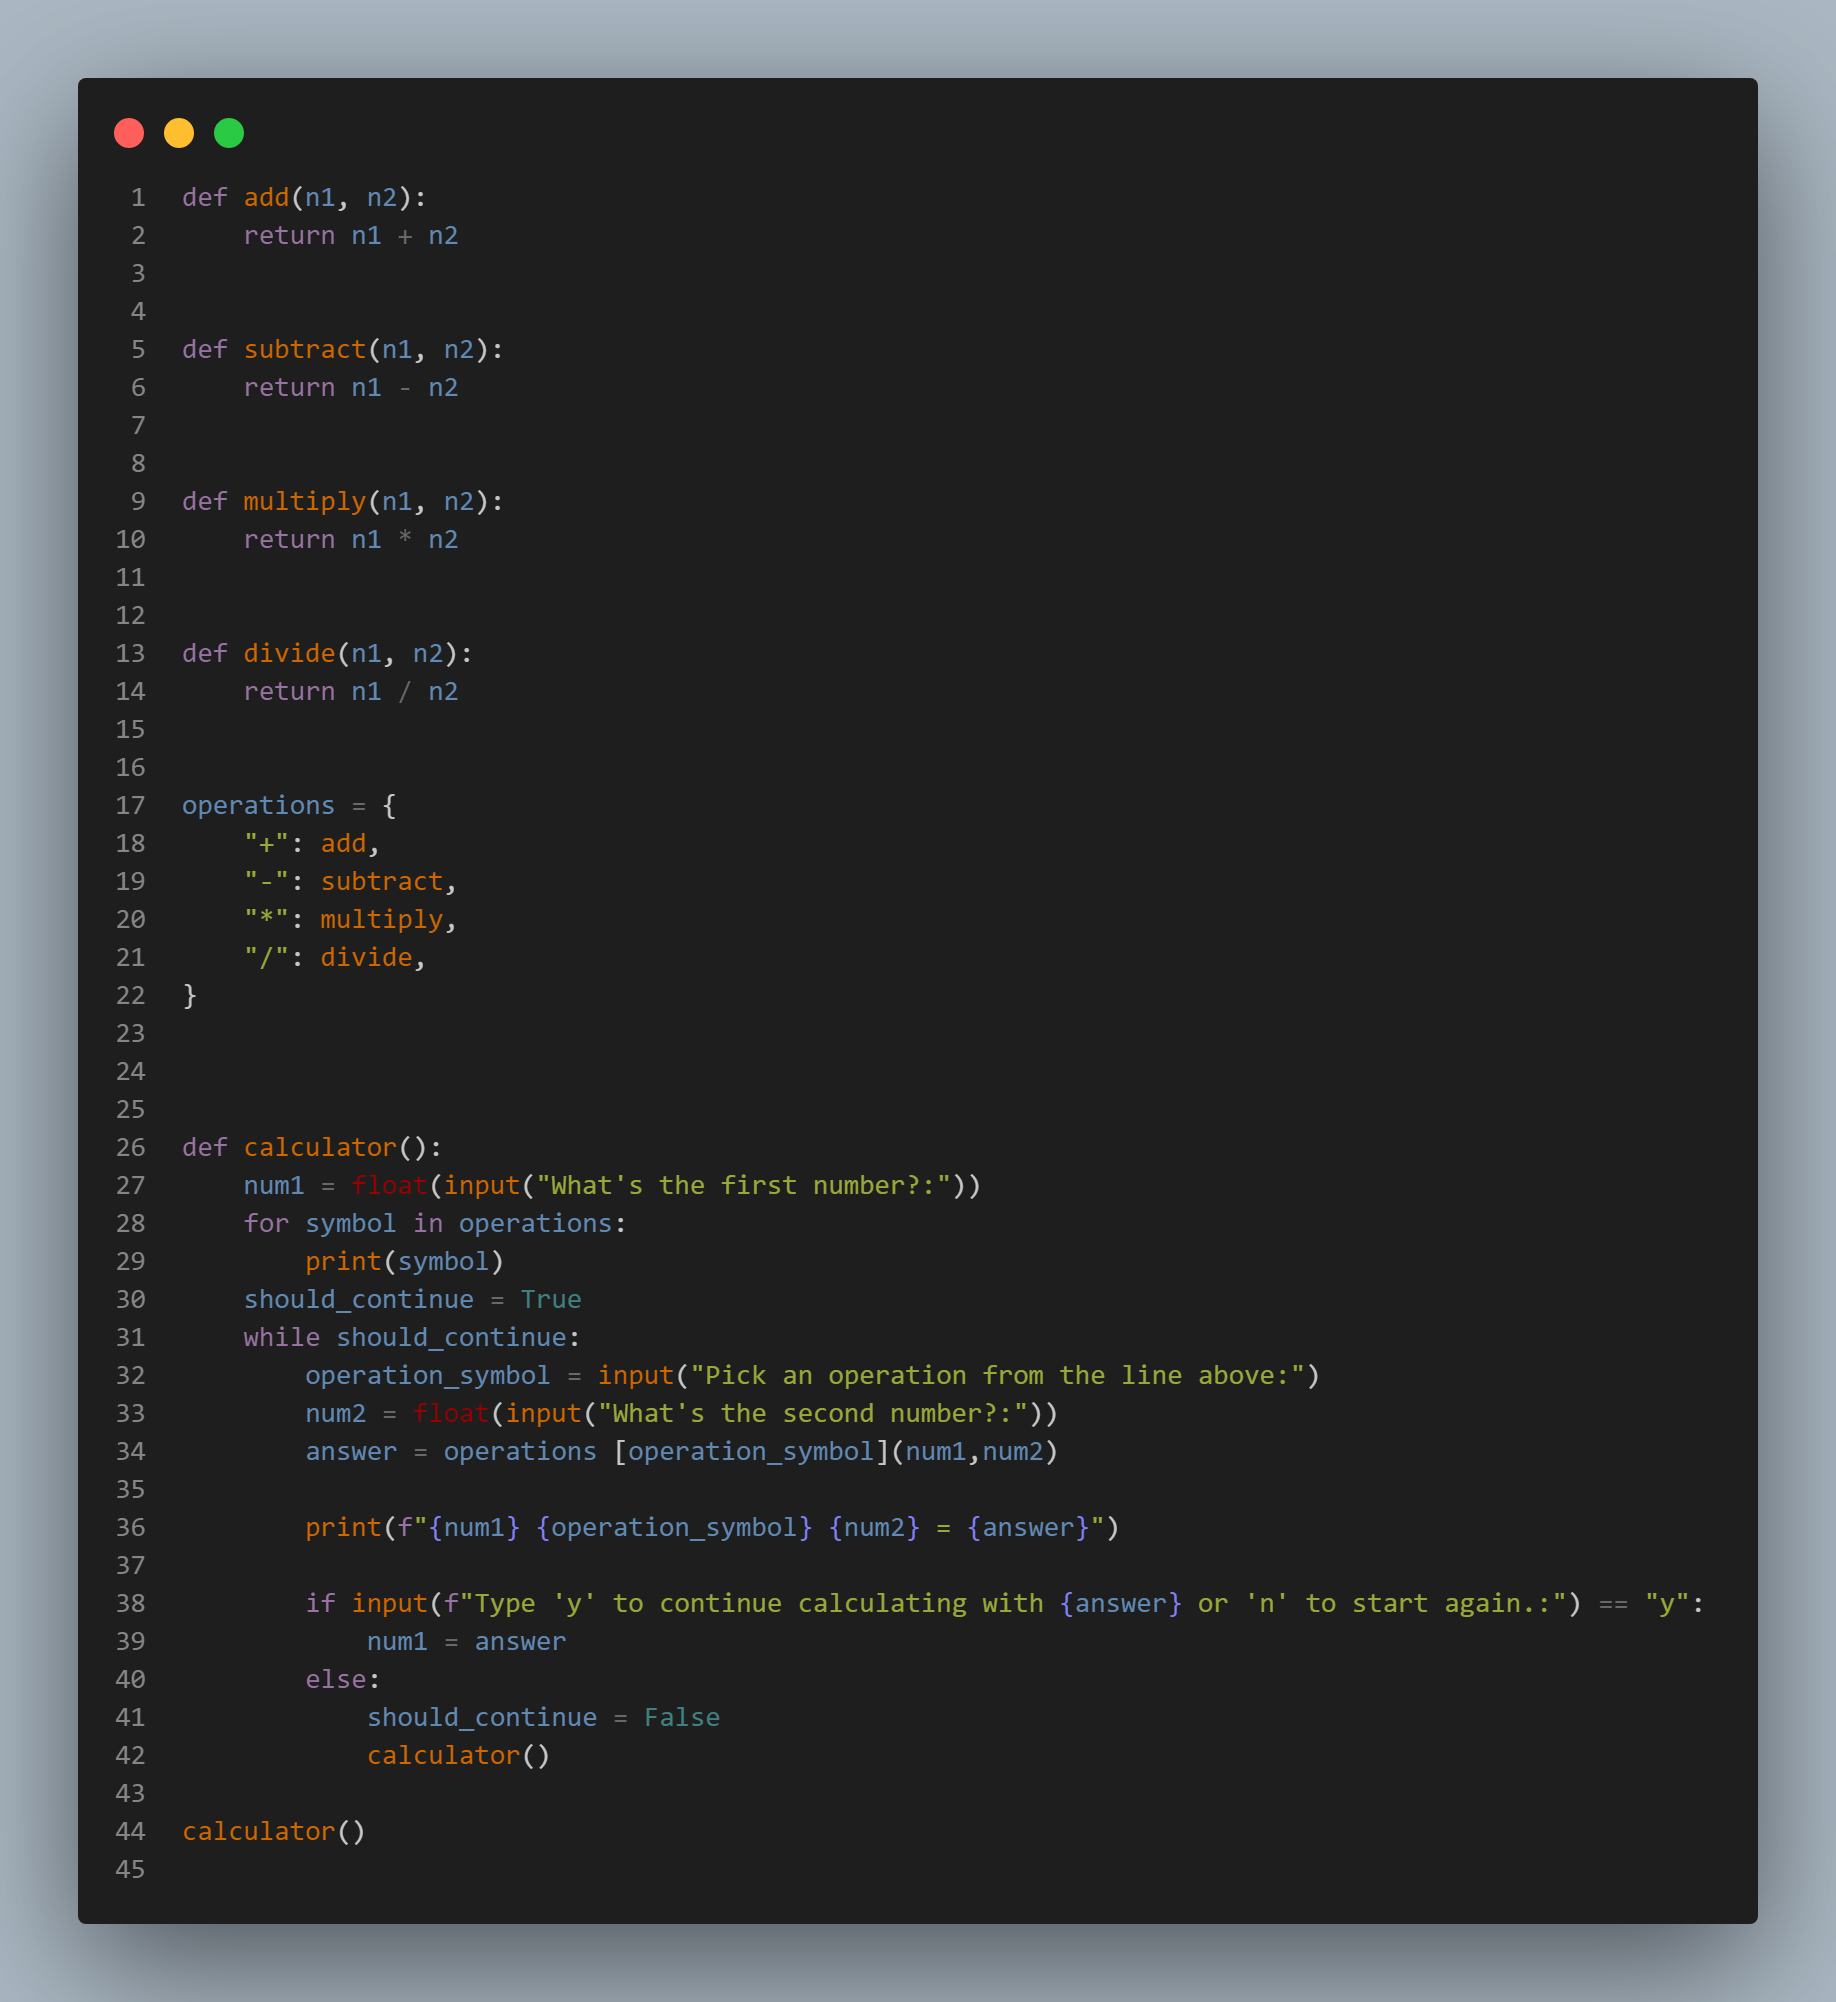 1 def add(n1, n2):
2     return n1 + n2
3
4
5 def subtract(n1, n2):
6     return n1 - n2
7
8
9 def multiply(n1, n2):
10     return n1 * n2
11
12
13 def divide(n1, n2):
14     return n1 / n2
15
16
17 operations = {
18     "+": add,
19     "-": subtract,
20     "*": multiply,
21     "/": divide,
22 }
23
24
25
26 def calculator():
27     num1 = float(input("What's the first number?:"))
28     for symbol in operations:
29         print(symbol)
30     should_continue = True
31     while should_continue:
32         operation_symbol = input("Pick an operation from the line above:")
33         num2 = float(input("What's the second number?:"))
34         answer = operations [operation_symbol](num1,num2)
35
36         print(f"{num1} {operation_symbol} {num2} = {answer}")
37
38         if input(f"Type 'y' to continue calculating with {answer} or 'n' to start again.:") == "y":
39             num1 = answer
40         else:
41             should_continue = False
42             calculator()
43
44 calculator()
45